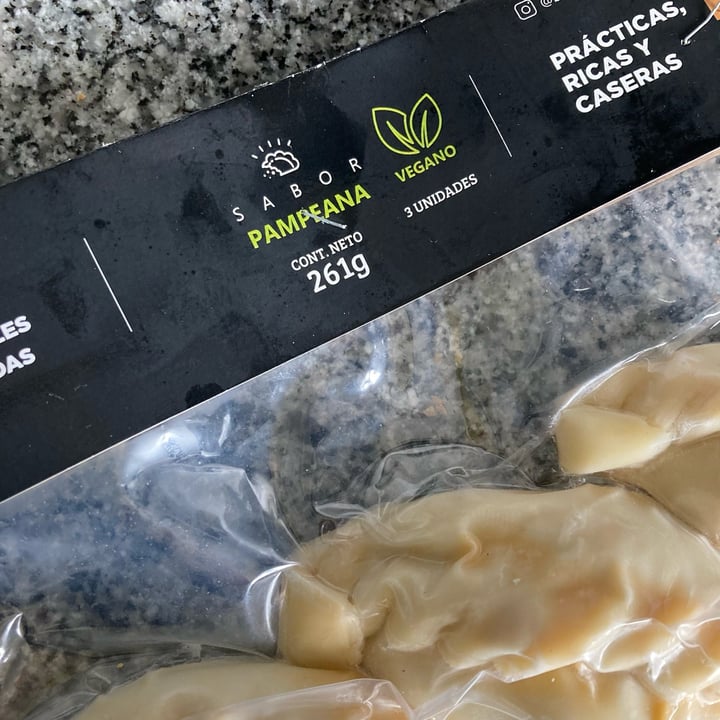 SABOR
PAMPEANA
CONT. NETO
261g
VEGANO
3 UNIDADES
PRÁCTICAS,
RICAS Y
CASERAS